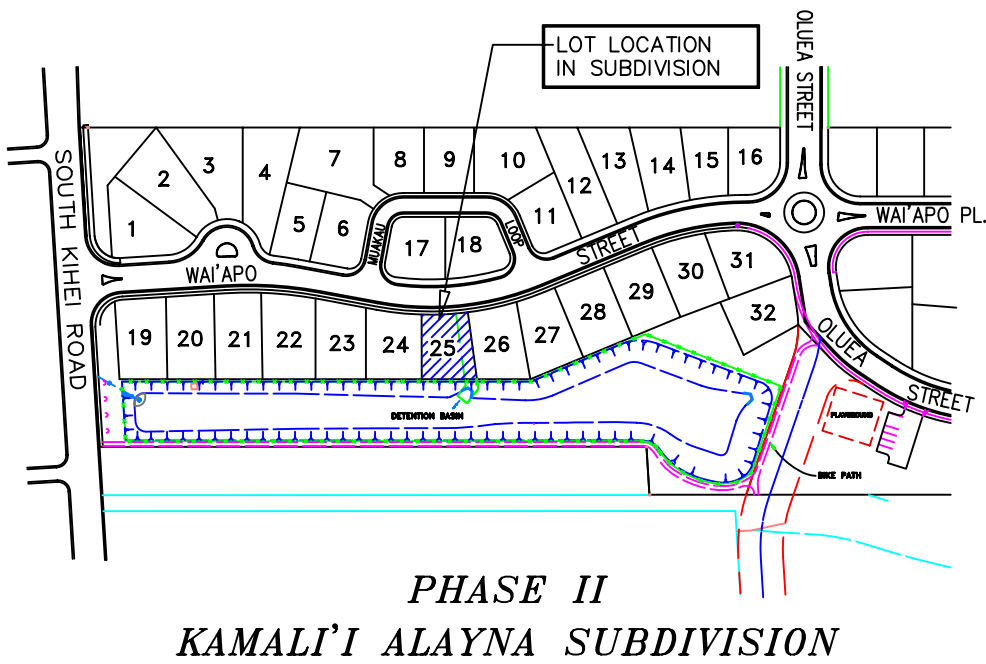 LOT LOCATION
IN SUBDIVISION
OLUEA STREET
SOUTH KIHEI ROAD
1
2
3
4
5
6
7
8
9
10
11
12
13
14
15
16
MUAKAU
LOOP
17
18
WAI'APO
STREET
WAI'APO PL.
19
20
21
22
23
24
25
26
27
28
29
30
31
32
OLUEA
STREET
DETENTION BASIN
PLAYGROUND
BIKE PATH
PHASE II
KAMALI'I ALAYNA SUBDIVISION